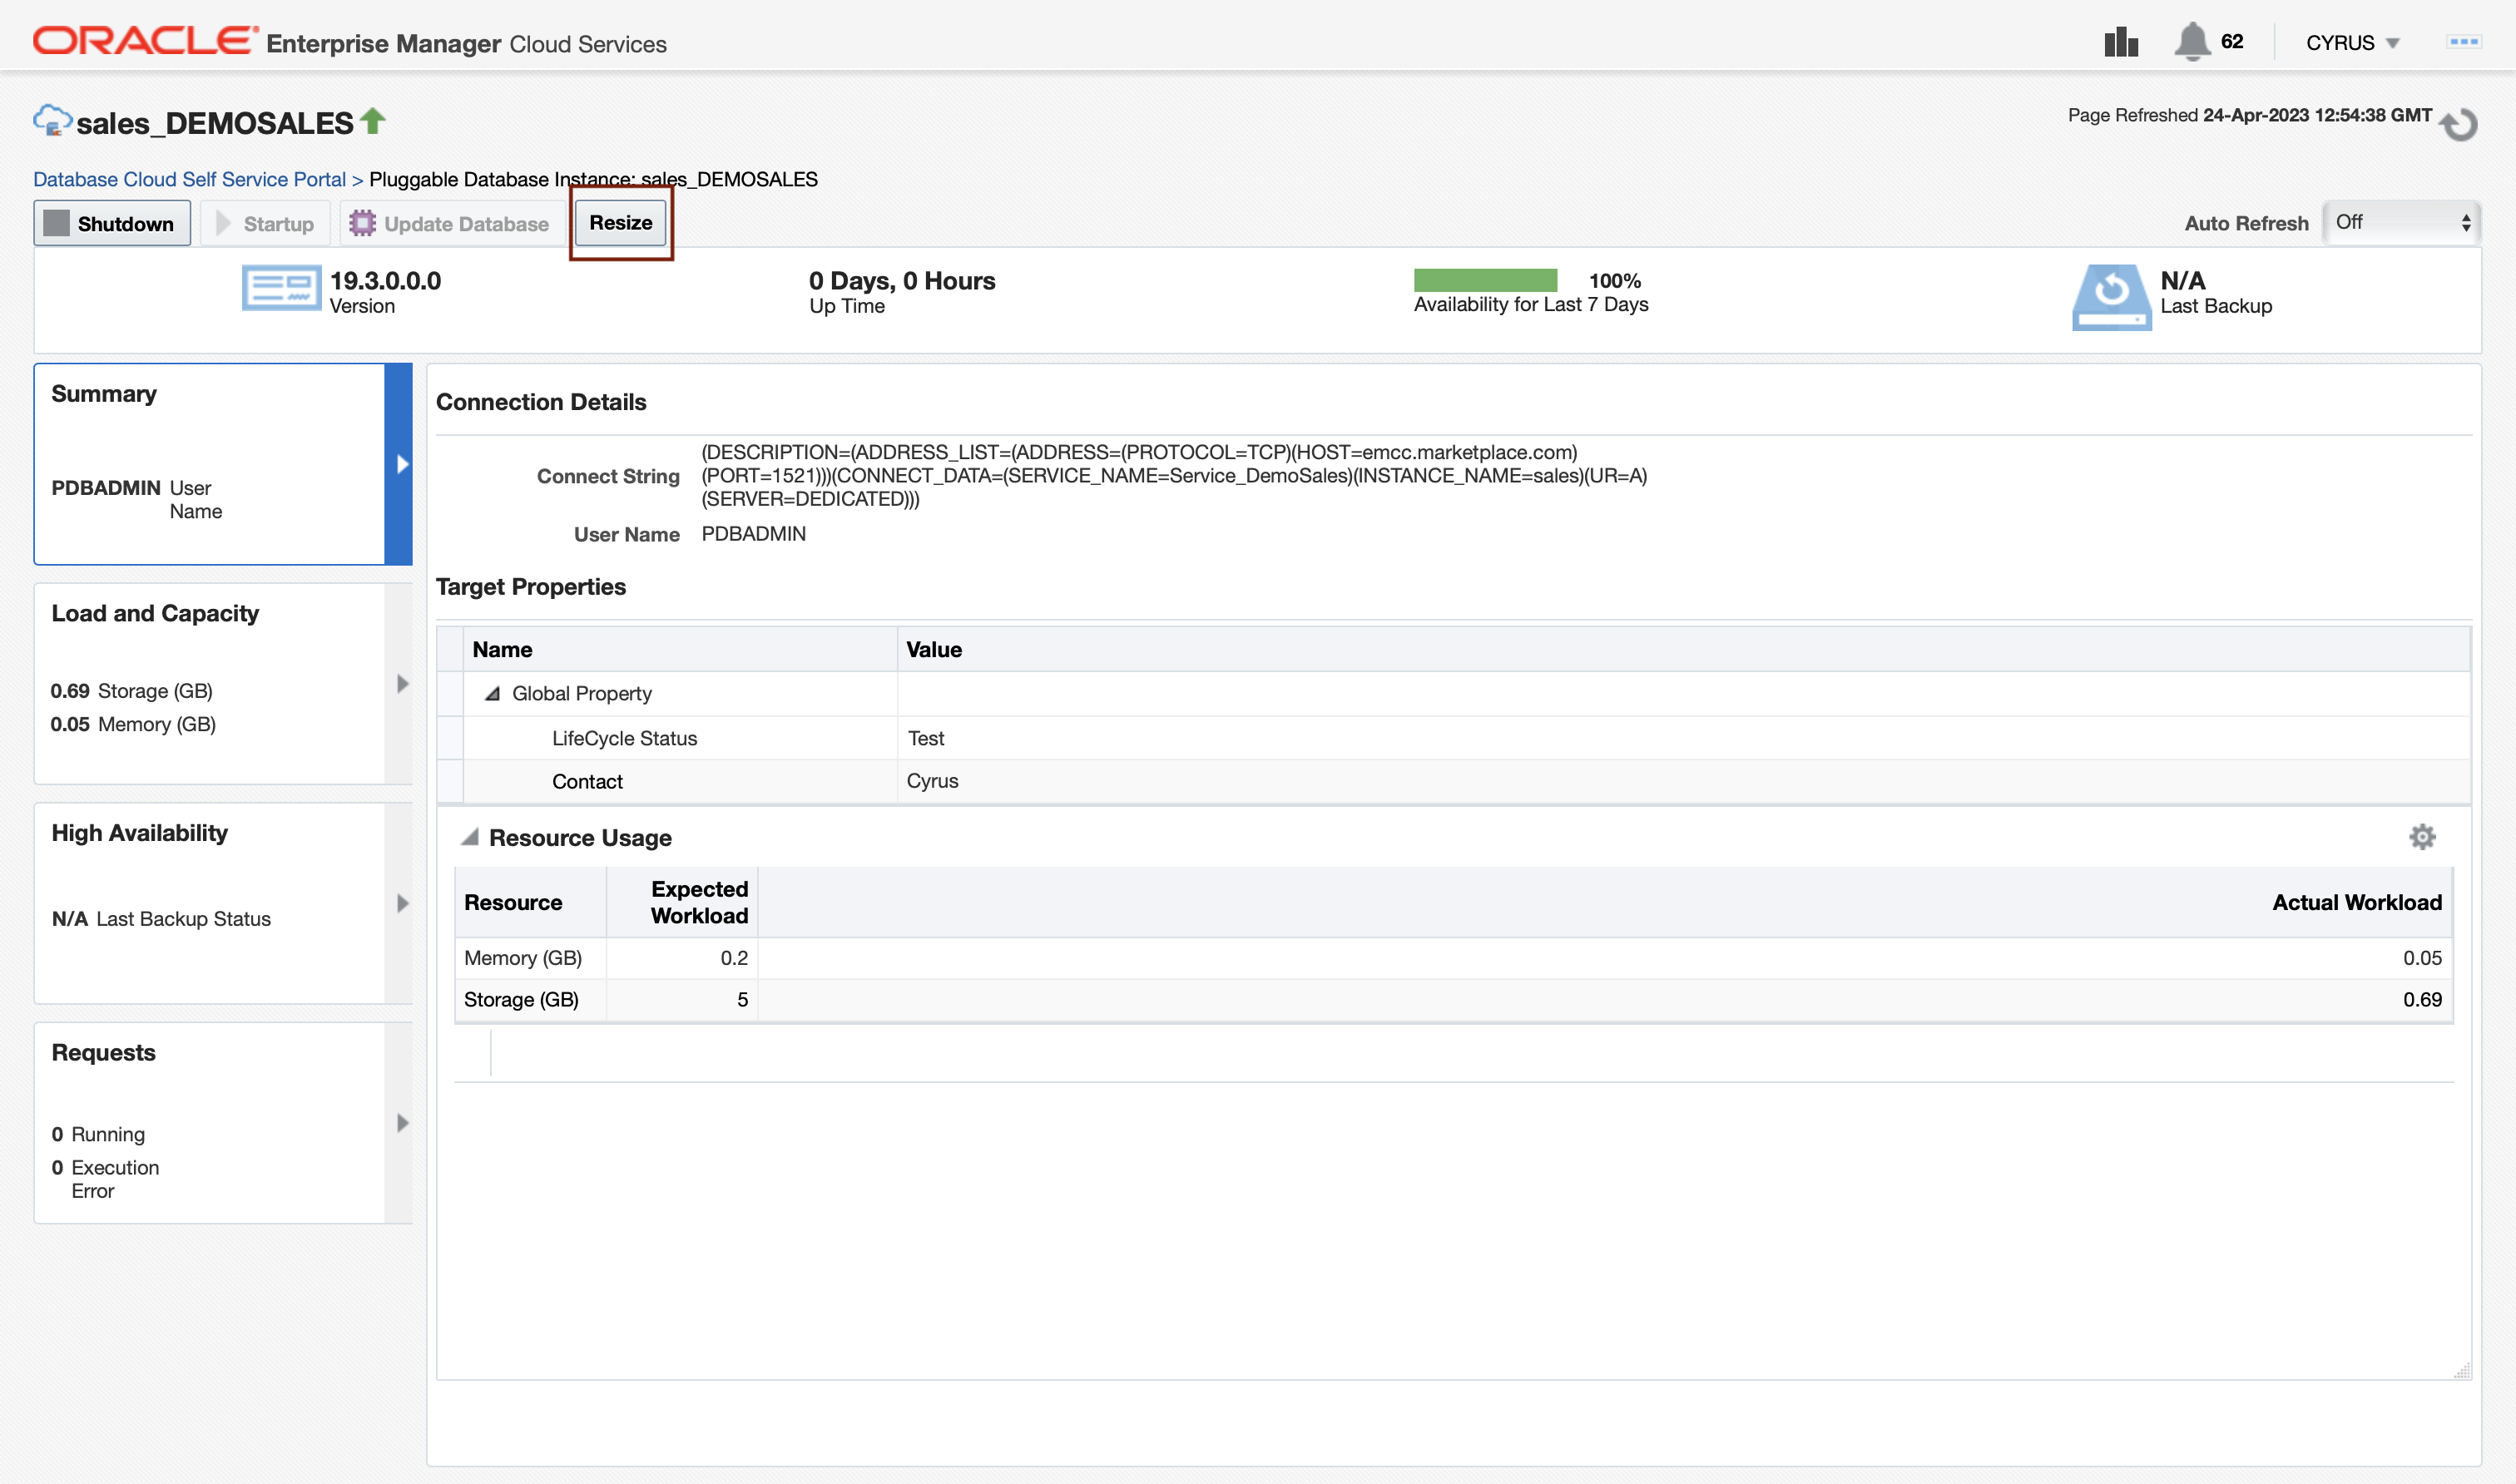 ORACLE Enterprise Manager Cloud Services
62
CYRUS
sales_DEMOSALES
Page Refreshed 24-Apr-2023 12:54:38 GMT
Database Cloud Self Service Portal > Pluggable Database Instance: sales_DEMOSALES
Shutdown Startup Update Database Resize
Auto Refresh Off
19.3.0.0.0
Version
0 Days, 0 Hours
Up Time
100%
Availability for Last 7 Days
N/A
Last Backup
Summary
PDBADMIN User
Name
Load and Capacity
0.69 Storage (GB)
0.05 Memory (GB)
High Availability
N/A Last Backup Status
Requests
0 Running
0 Execution
Error
Connection Details
Connect String
(DESCRIPTION=(ADDRESS_LIST=(ADDRESS=(PROTOCOL=TCP)(HOST=emcc.marketplace.com)
(PORT=1521)))(CONNECT_DATA=(SERVICE_NAME=Service_DemoSales)(INSTANCE_NAME=sales)(UR=A)
(SERVER=DEDICATED)))
User Name PDBADMIN
Target Properties
Name Value
Global Property
LifeCycle Status Test
Contact Cyrus
Resource Usage
Resource Expected Workload Actual Workload
Memory (GB) 0.2 0.05
Storage (GB) 5 0.69